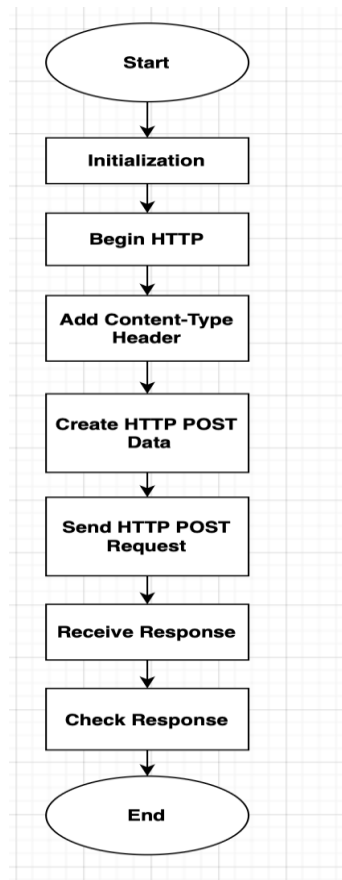 Start
Initialization
Begin HTTP
Add Content-Type
Header
Create HTTP POST
Data
Send HTTP POST
Request
Receive Response
Check Response
End